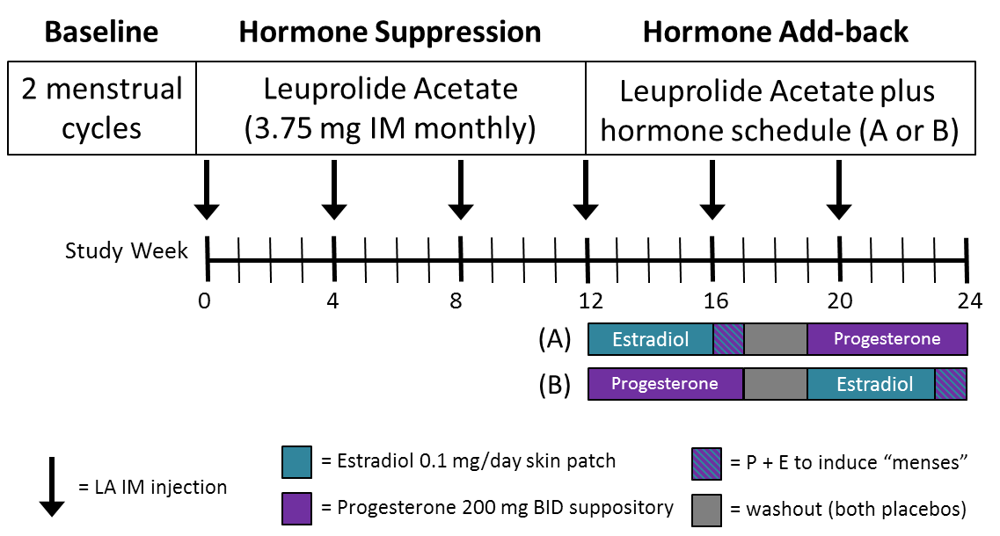 Baseline Hormone Suppression Hormone Add-back
2 menstrual cycles
Leuprolide Acetate
(3.75 mg IM monthly)
Leuprolide Acetate plus
hormone schedule (A or B)
Study Week
0 4 8 12 16 20 24
(A) Estradiol Progesterone
(B) Progesterone Estradiol
= LA IM injection
= Estradiol 0.1 mg/day skin patch
= Progesterone 200 mg BID suppository
= P + E to induce “menses”
= washout (both placebos)